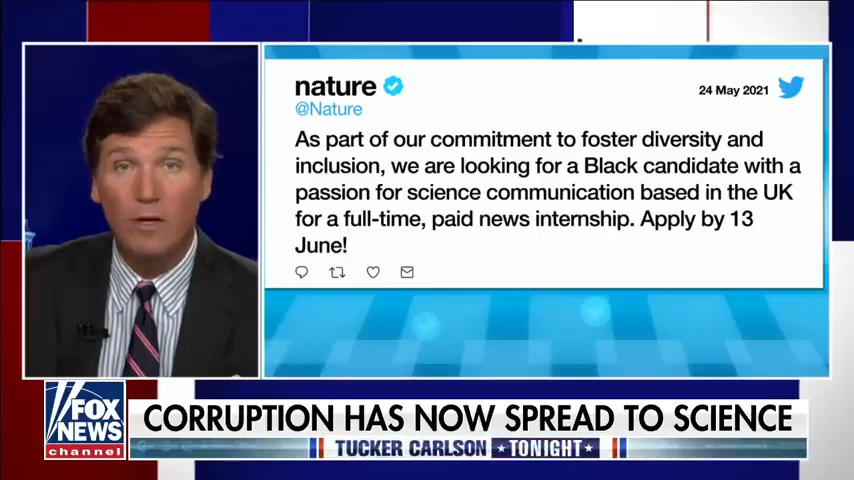 nature
@Nature
24 May 2021
As part of our commitment to foster diversity and
inclusion, we are looking for a Black candidate with a
passion for science communication based in the UK
for a full-time, paid news internship. Apply by 13
June!
FOX
NEWS
channel
CORRUPTION HAS NOW SPREAD TO SCIENCE
TUCKER CARLSON TONIGHT